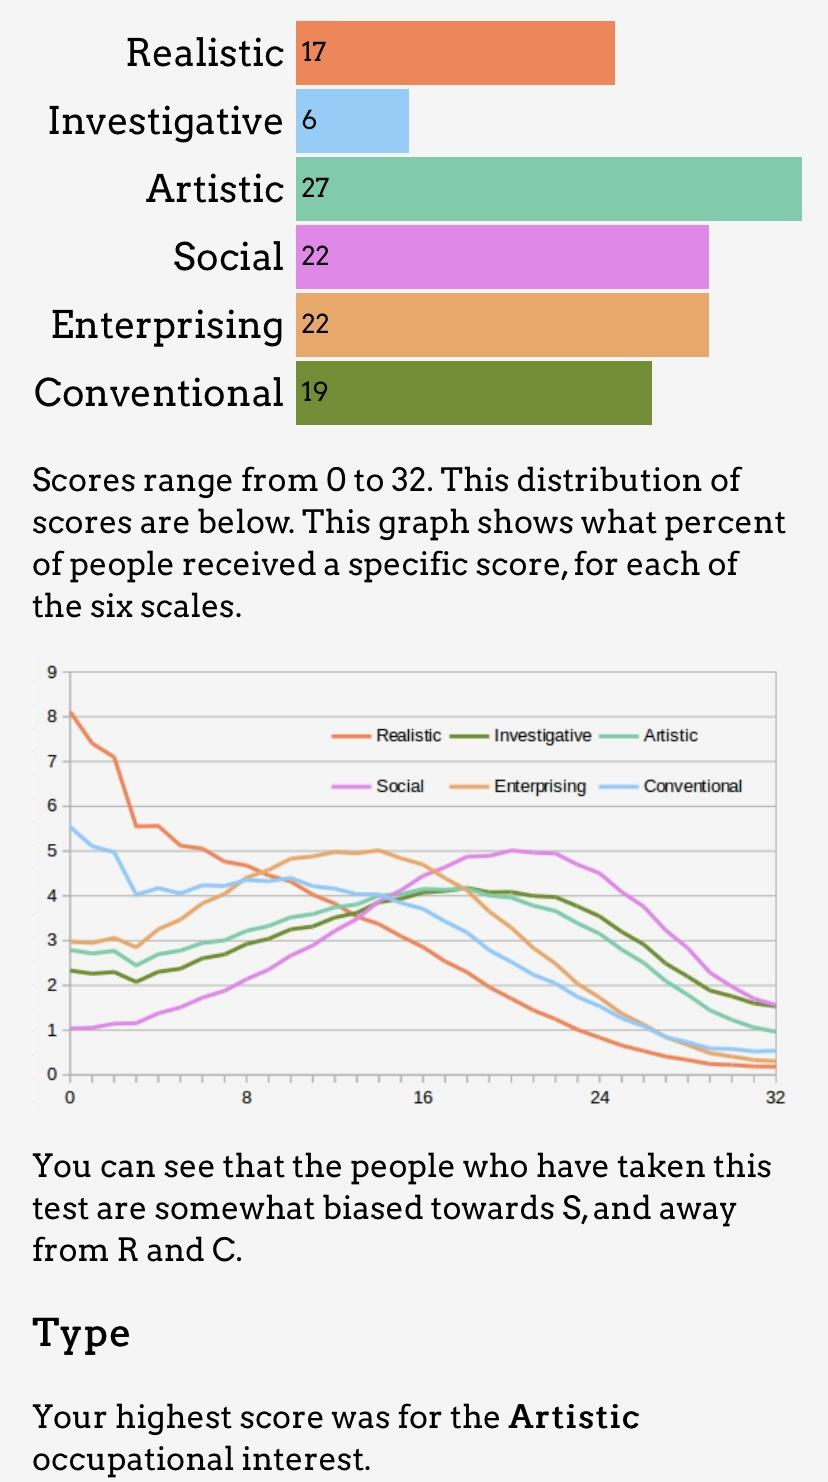 Realistic 17
Investigative 6
Artistic 27
Social 22
Enterprising 22
Conventional 19
Scores range from 0 to 32. This distribution of
scores are below. This graph shows what percent
of people received a specific score, for each of
the six scales.
9
8
7
6
5
4
3
2
1
0
Realistic Investigative Artistic
Social Enterprising Conventional
0 8 16 24 32
You can see that the people who have taken this
test are somewhat biased towards S, and away
from R and C.
Type
Your highest score was for the Artistic
occupational interest.